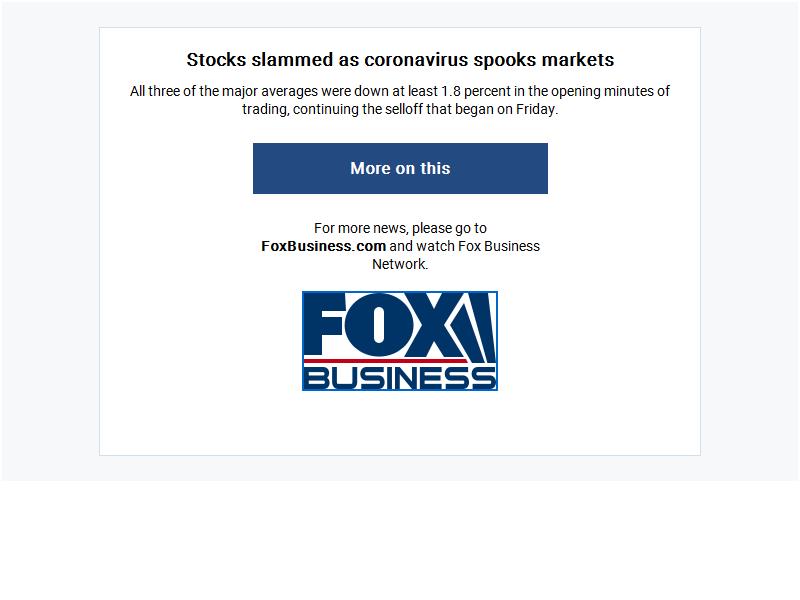 Stocks slammed as coronavirus spooks markets
All three of the major averages were down at least 1.8 percent in the opening minutes of
trading, continuing the selloff that began on Friday.
More on this
For more news, please go to
FoxBusiness.com and watch Fox Business
Network.
FOX
BUSINESS